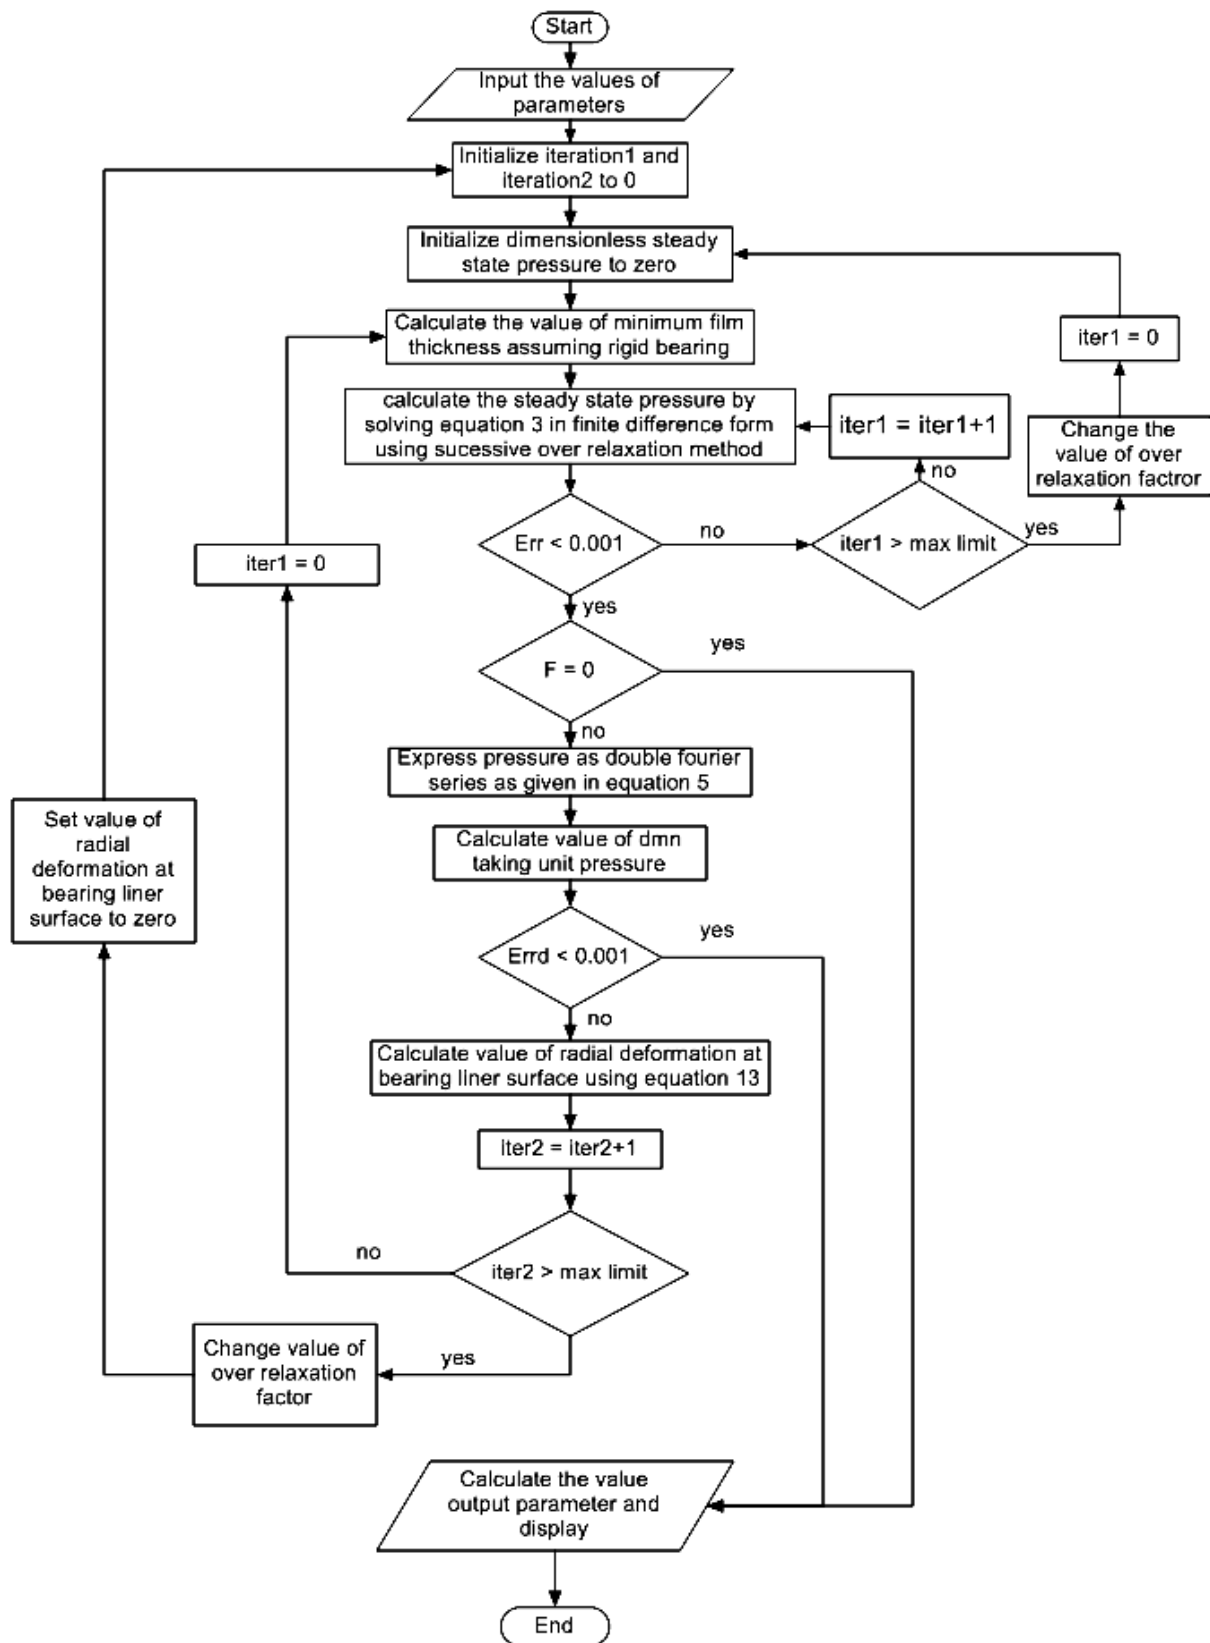 Start
Input the values of
parameters
Initialize iteration1 and
iteration2 to 0
Initialize dimensionless steady
state pressure to zero
Calculate the value of minimum film
thickness assuming rigid bearing
iter1 = 0
calculate the steady state pressure by
solving equation 3 in finite difference form
using sucessive over relaxation method
iter1 = iter1+1
Change the
value of over
relaxation factror
no
Err < 0.001
no
iter1 > max limit
yes
iter1 = 0
yes
F = 0
yes
no
Express pressure as double fourier
series as given in equation 5
Set value of
radial
deformation at
bearing liner
surface to zero
Calculate value of dmn
taking unit pressure
Errd < 0.001
yes
no
Calculate value of radial deformation at
bearing liner surface using equation 13
iter2 = iter2+1
no
iter2 > max limit
yes
Change value of
over relaxation
factor
Calculate the value
output parameter and
display
End